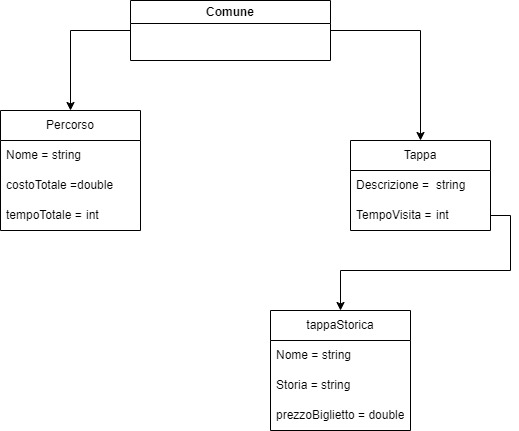 Comune
Percorso
Nome = string
costoTotale =double
tempoTotale = int
Tappa
Descrizione =  string
TempoVisita = int
tappaStorica
Nome = string
Storia = string
prezzoBiglietto = double